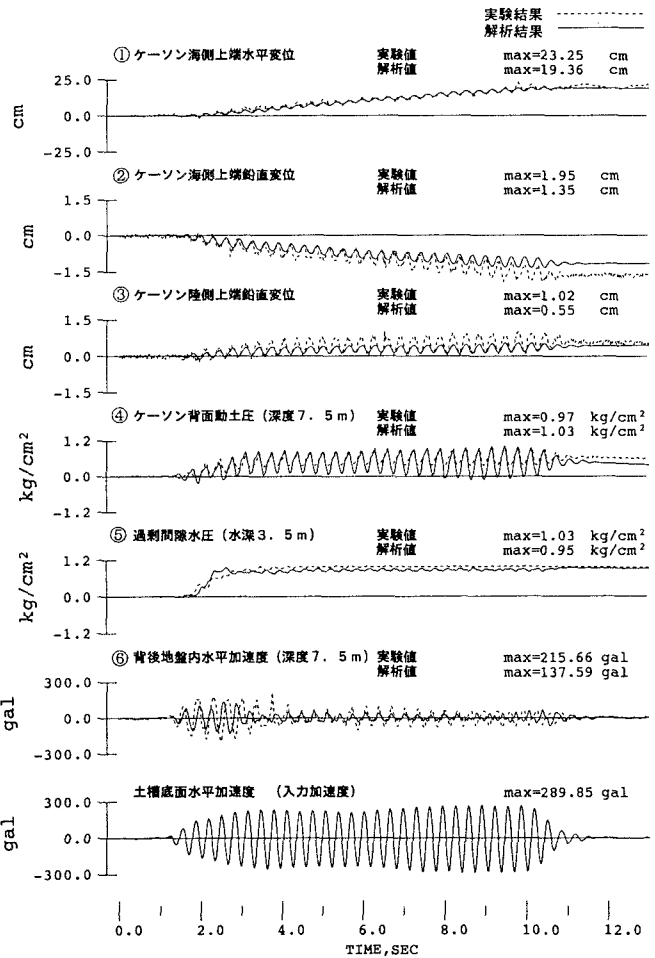 実験結果
解析結果
① ケーソン海側上端水平変位 実験値 max=23.25 cm
解析値 max=19.36 cm
25.0
0.0
-25.0
cm
② ケーソン海側上端鉛直変位 実験値 max=1.95 cm
解析値 max=1.35 cm
1.5
0.0
-1.5
cm
③ ケーソン陸側上端鉛直変位 実験値 max=1.02 cm
解析値 max=0.55 cm
1.5
0.0
-1.5
cm
④ ケーソン背面動土圧(深度7.5m) 実験値 max=0.97 kg/cm²
解析値 max=1.03 kg/cm²
1.2
0.0
-1.2
kg/cm²
⑤ 過剰間隙水圧(水深3.5m) 実験値 max=1.03 kg/cm²
解析値 max=0.95 kg/cm²
1.2
0.0
-1.2
kg/cm²
⑥ 背後地盤内水平加速度(深度7.5m) 実験値 max=215.66 gal
解析値 max=137.59 gal
300.0
0.0
-300.0
gal
土槽底面水平加速度 (入力加速度) max=289.85 gal
300.0
0.0
-300.0
gal
0.0 2.0 4.0 6.0 8.0 10.0 12.0
TIME,SEC